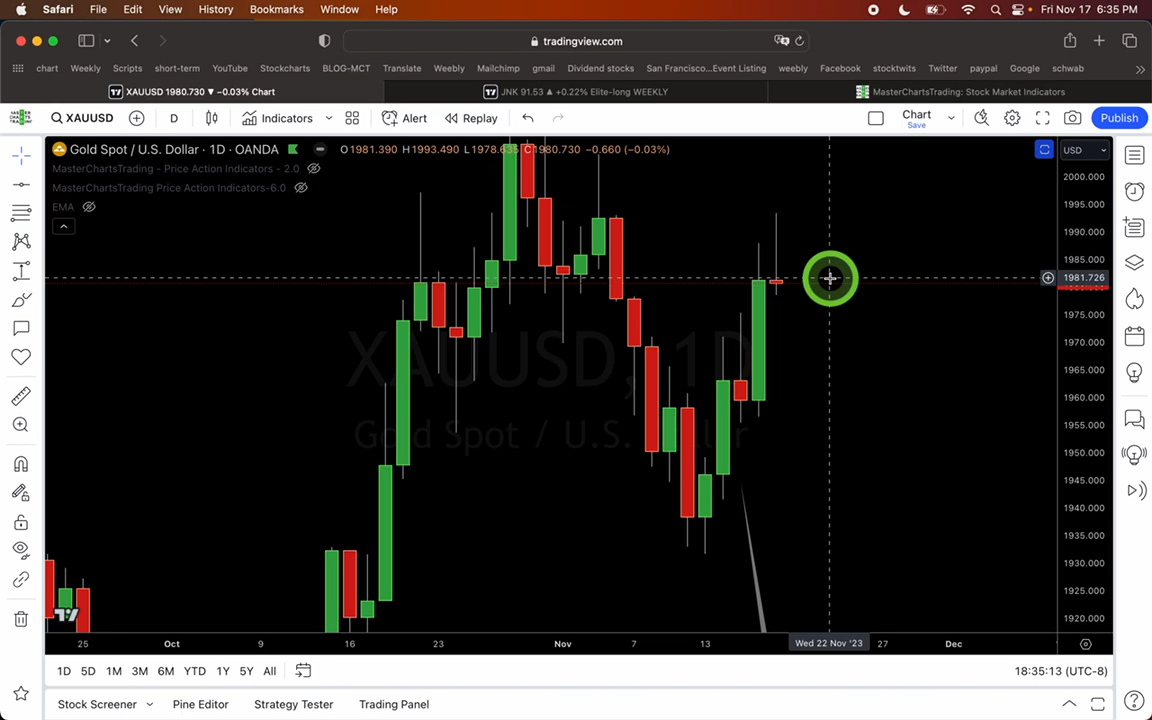 Safari File Edit View History Bookmarks Window Help Fri Nov 17 6:35 PM
tradingview.com
chart Weekly Scripts short-term YouTube Stockcharts BLOG-MCT Translate Weebly Mailchimp gmail Dividend stocks San Francisco...Event Listing weebly Facebook stocktwits Twitter paypal Google schwab
XAUUSD 1980.730 ▼ −0.03% Chart JNK 91.53 ▲ +0.22% Elite-long WEEKLY MasterChartsTrading: Stock Market Indicators
XAUUSD D Indicators Alert Replay Chart Save Publish
Gold Spot / U.S. Dollar · 1D · OANDA O1981.390 H1993.490 L1978.635 C1980.730 −0.660 (−0.03%) USD
MasterChartsTrading - Price Action Indicators - 2.0
MasterChartsTrading Price Action Indicators-6.0
EMA
2000.000
1995.000
1990.000
1985.000
1981.726
1975.000
1970.000
1965.000
1960.000
1955.000
1950.000
1945.000
1940.000
1935.000
1930.000
1925.000
1920.000
XAUUSD, 1D
Gold Spot / U.S. Dollar
25 Oct 9 16 23 Nov 7 13 Wed 22 Nov '23 27 Dec
1D 5D 1M 3M 6M YTD 1Y 5Y All 18:35:13 (UTC-8)
Stock Screener Pine Editor Strategy Tester Trading Panel